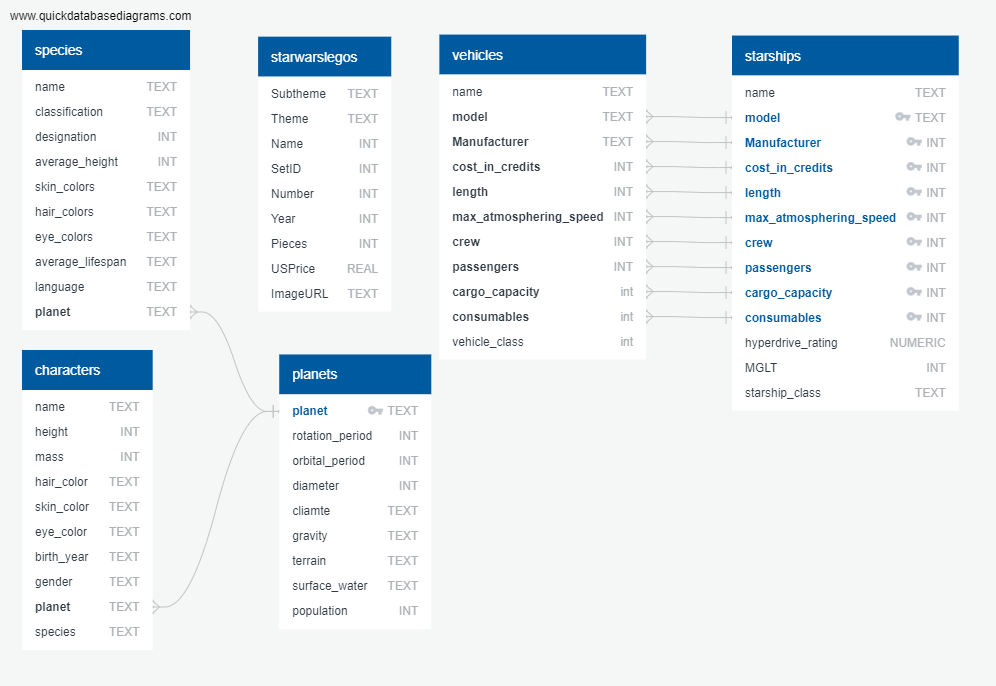 www.quickdatabasediagrams.com
species
name TEXT
classification TEXT
designation INT
average_height INT
skin_colors TEXT
hair_colors TEXT
eye_colors TEXT
average_lifespan TEXT
language TEXT
planet TEXT
starwarslegos
Subtheme TEXT
Theme TEXT
Name INT
SetID INT
Number INT
Year INT
Pieces INT
USPrice REAL
ImageURL TEXT
vehicles
name TEXT
model TEXT
Manufacturer TEXT
cost_in_credits INT
length INT
max_atmosphering_speed INT
crew INT
passengers INT
cargo_capacity int
consumables int
vehicle_class int
starships
name TEXT
model TEXT
Manufacturer INT
cost_in_credits INT
length INT
max_atmosphering_speed INT
crew INT
passengers INT
cargo_capacity INT
consumables INT
hyperdrive_rating NUMERIC
MGLT INT
starship_class TEXT
characters
name TEXT
height INT
mass INT
hair_color TEXT
skin_color TEXT
eye_color TEXT
birth_year TEXT
gender TEXT
planet TEXT
species TEXT
planets
planet TEXT
rotation_period INT
orbital_period INT
diameter INT
cliamte TEXT
gravity TEXT
terrain TEXT
surface_water TEXT
population INT